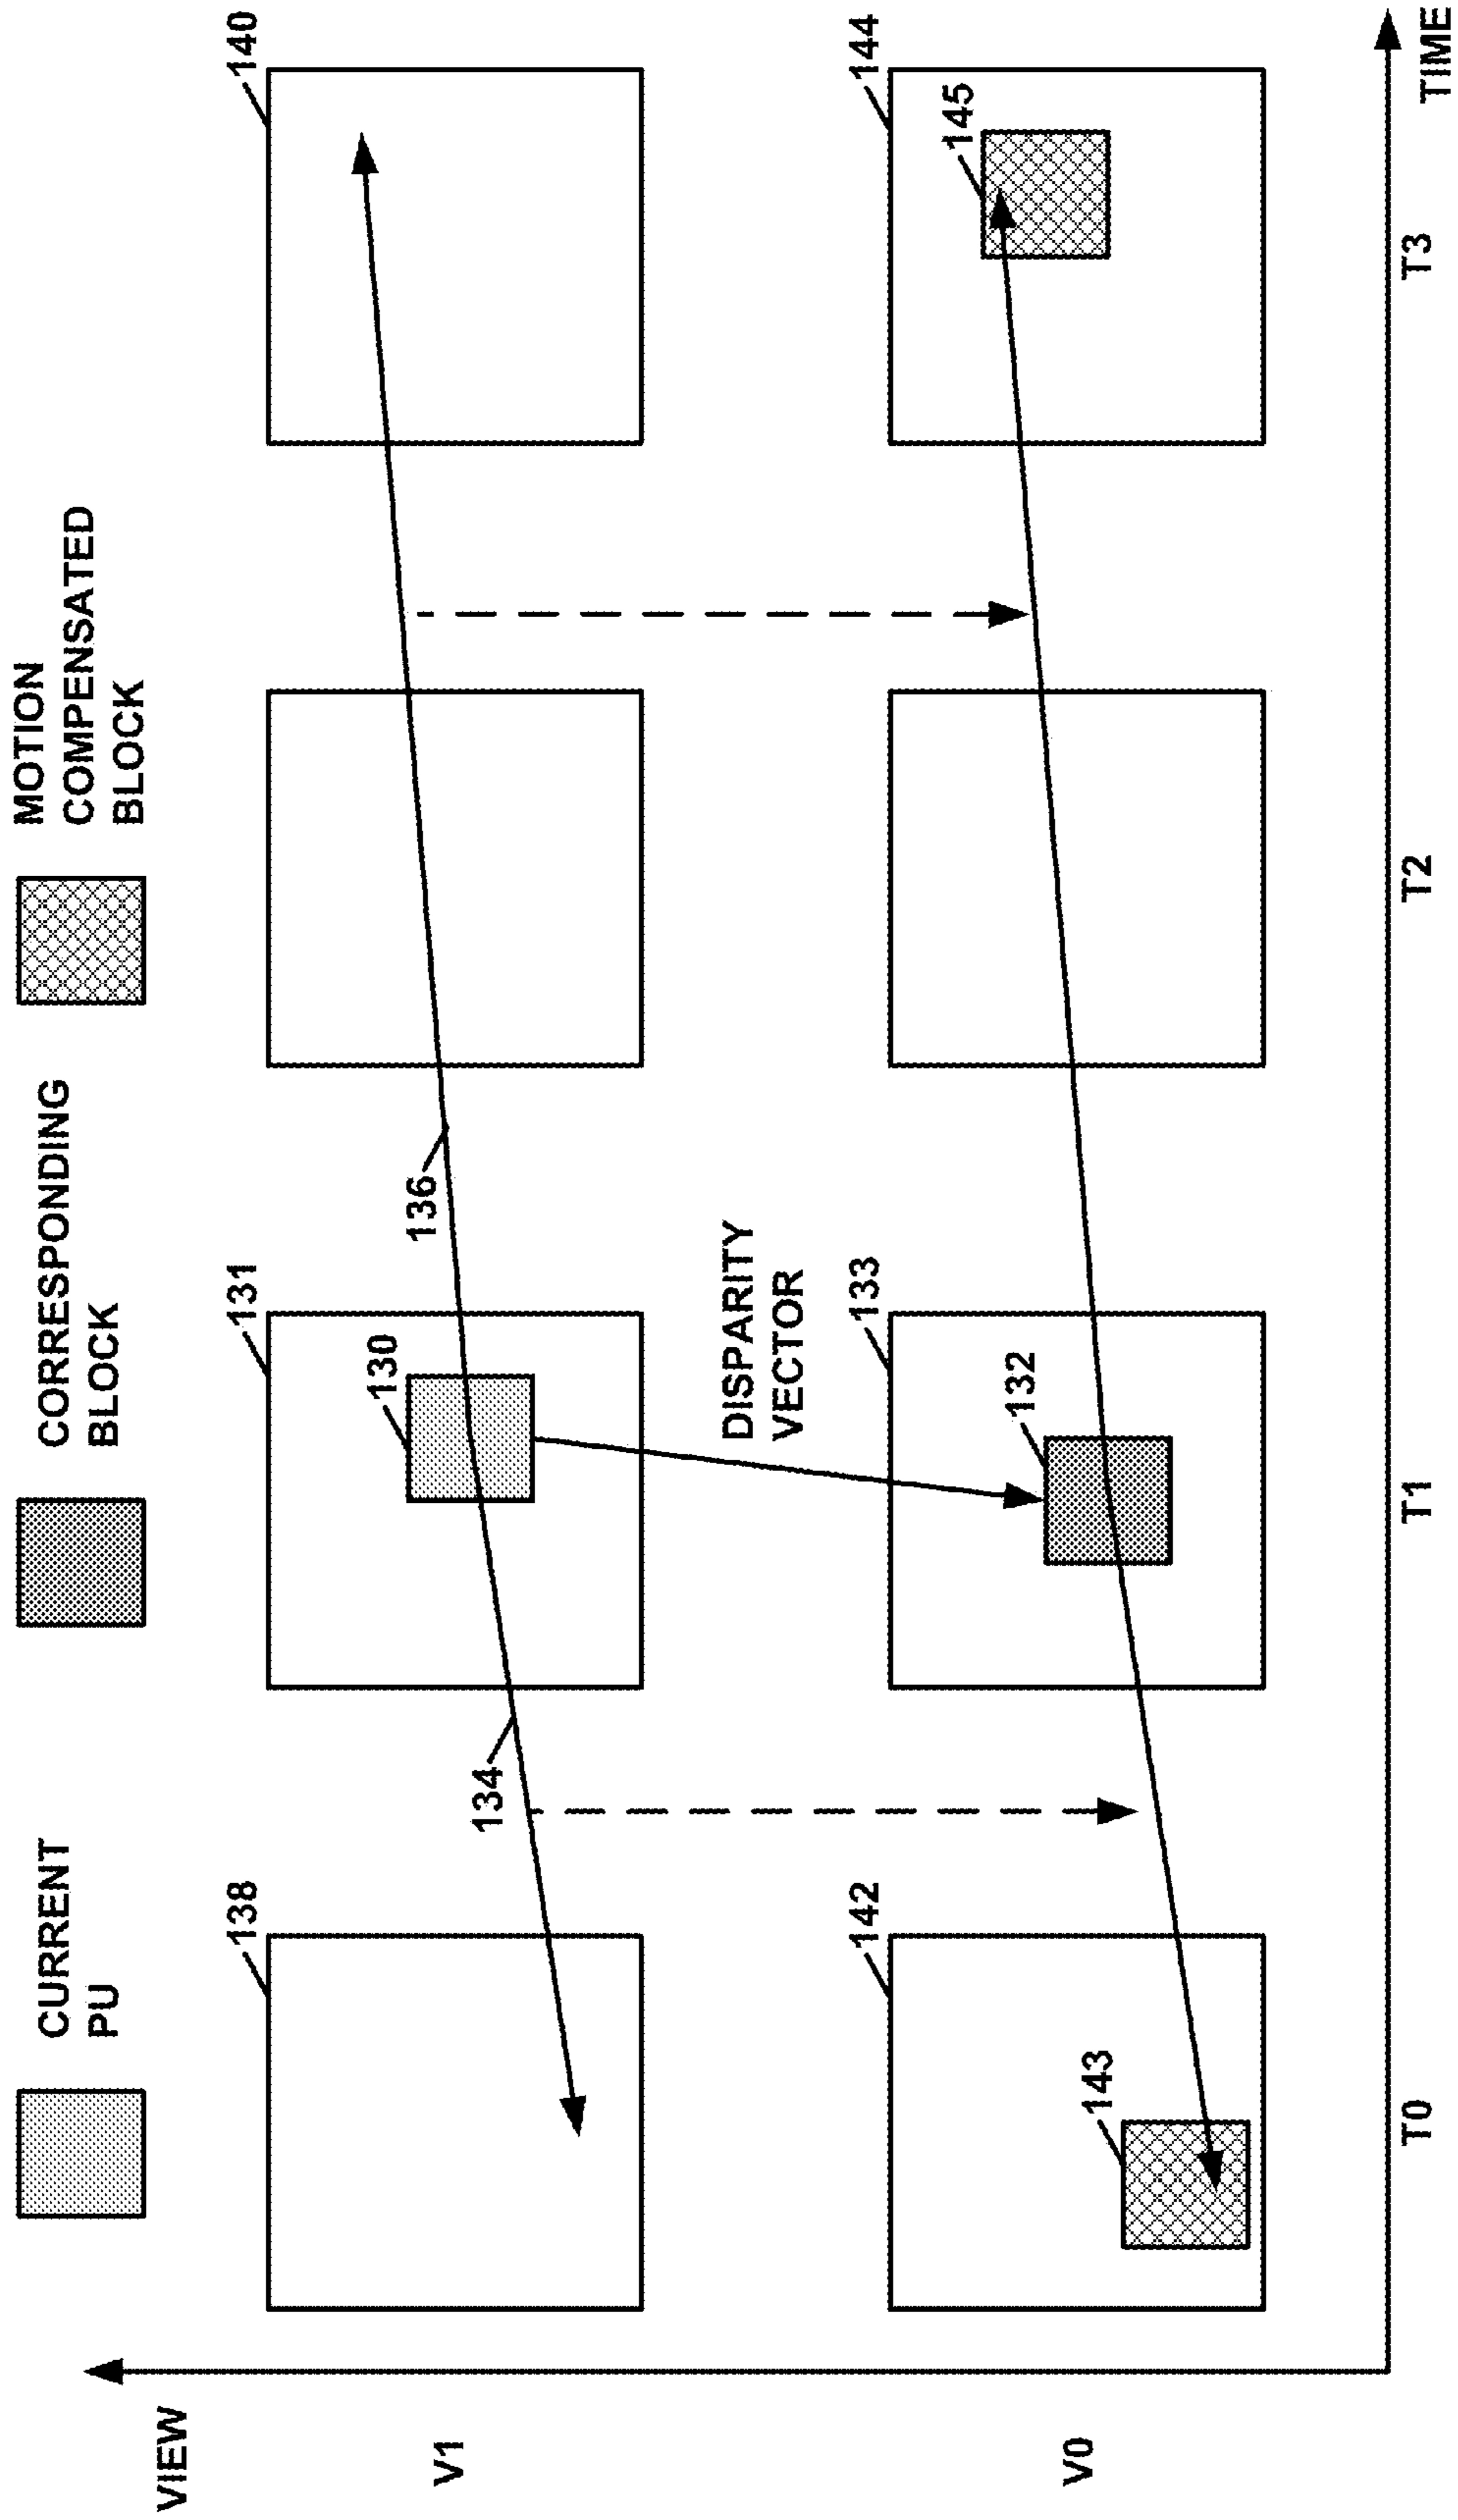 CURRENT
PU
CORRESPONDING
BLOCK
MOTION
COMPENSATED
BLOCK
VIEW
138
131
140
130
136
134
V1
DISPARITY
VECTOR
142
133
144
145
132
143
V0
T0
T1
T2
T3
TIME